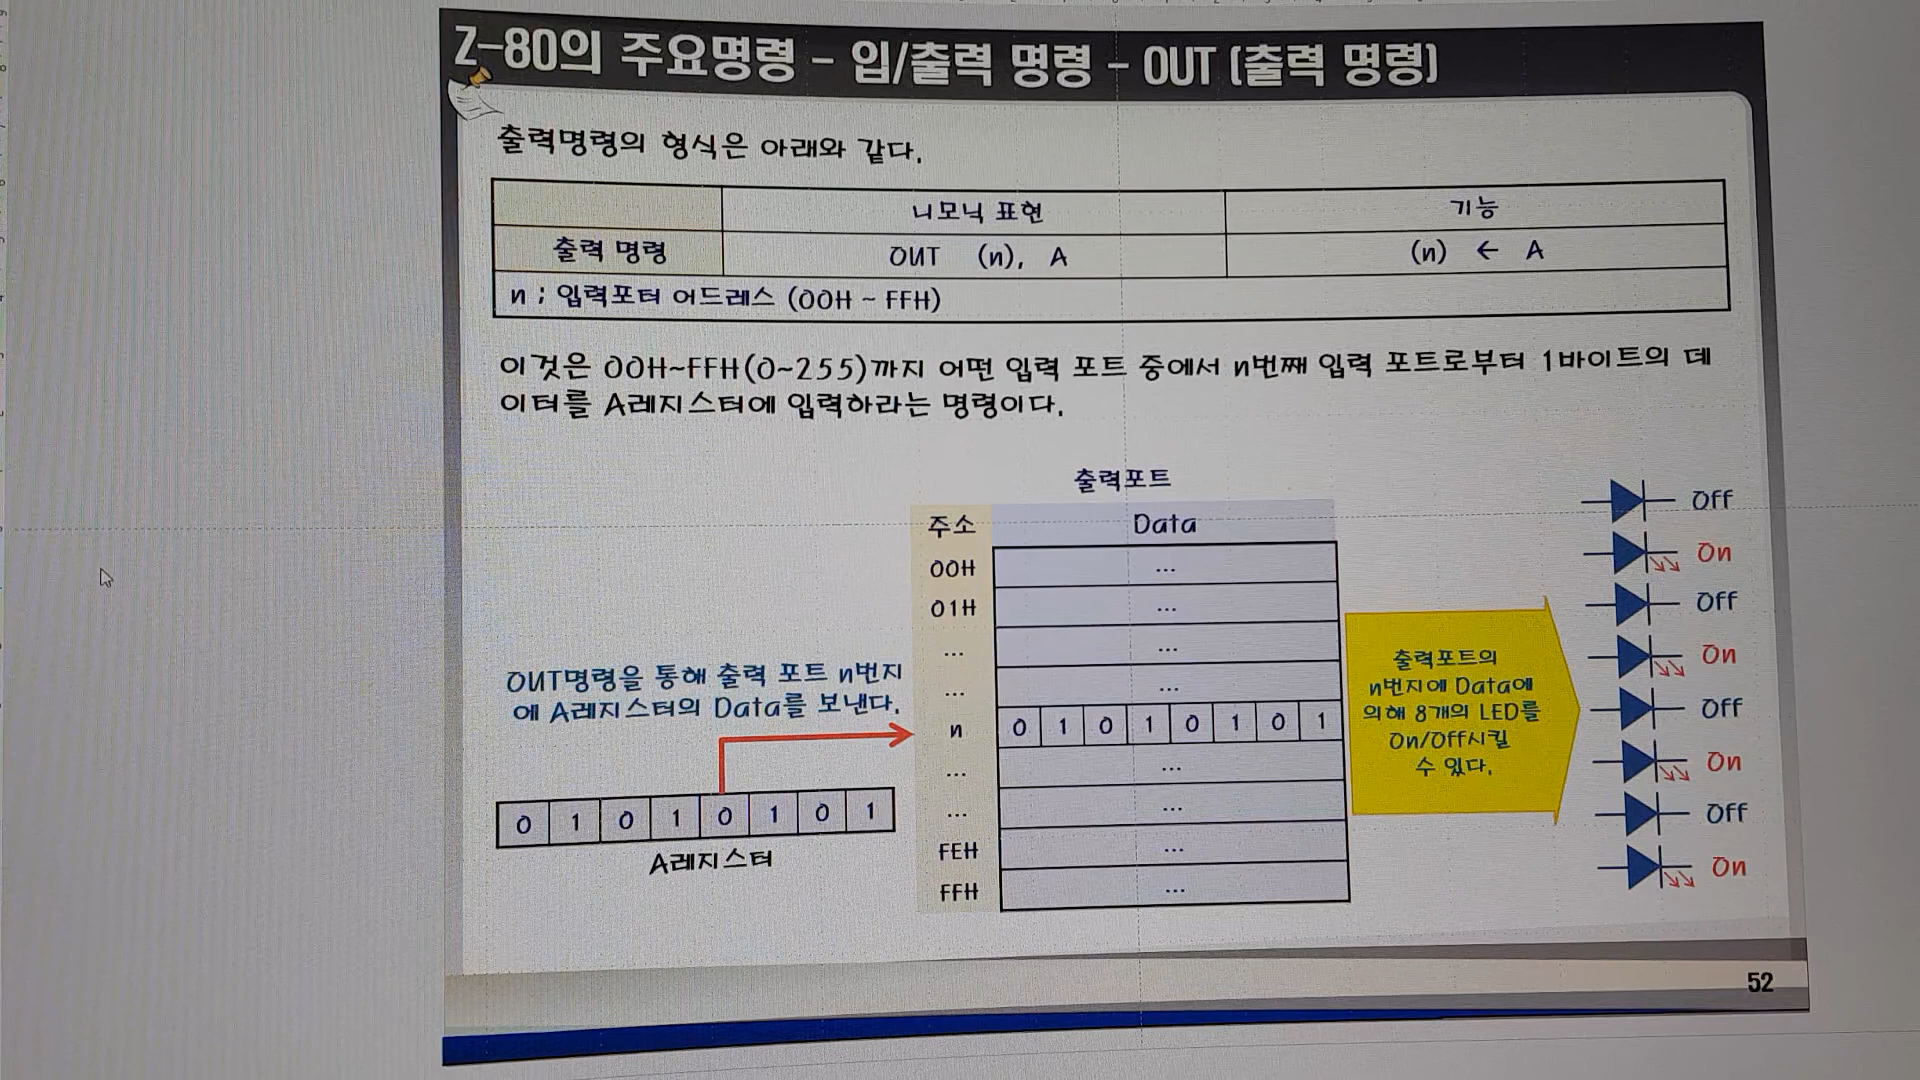 Z-80의 주요명령 - 입/출력 명령 - OUT (출력 명령)
출력명령의 형식은 아래와 같다.
니모닉 표현 기능
출력 명령 OUT (n), A (n) ← A
n ; 입력포터 어드레스 (00H ~ FFH)
이것은 00H~FFH(0~255)까지 어떤 입력 포트 중에서 n번째 입력 포트로부터 1바이트의 데
이터를 A레지스터에 입력하라는 명령이다.
출력포트
주소 Data
00H ...
01H ...
... ...
... ...
n 0 1 0 1 0 1 0 1
... ...
... ...
FEH ...
FFH ...
OUT명령을 통해 출력 포트 n번지
에 A레지스터의 Data를 보낸다.
0 1 0 1 0 1 0 1
A레지스터
출력포트의
n번지에 Data에
의해 8개의 LED를
On/Off시킬
수 있다.
Off
On
Off
On
Off
On
Off
On
52